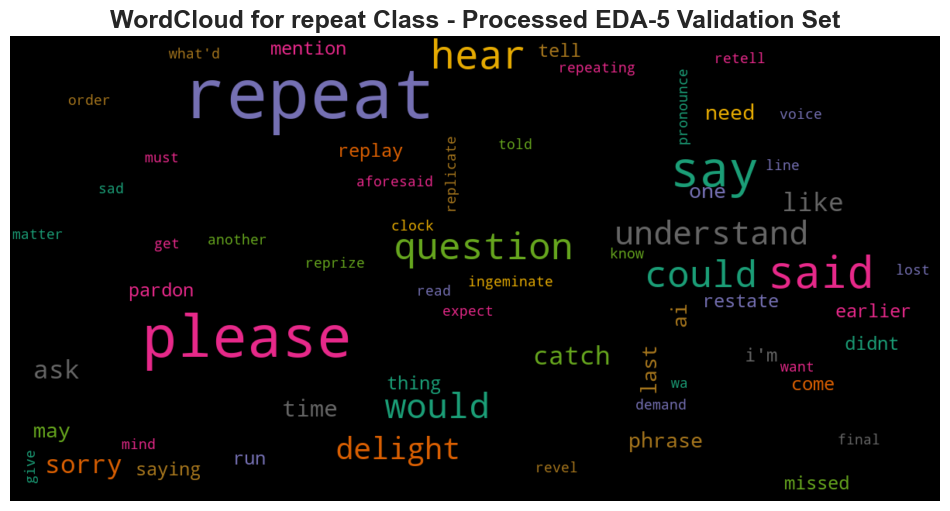 WordCloud for repeat Class - Processed EDA-5 Validation Set
what'd
mention
hear
tell
repeating
retell
order
repeat
pronounce
need
voice
must
replay
replicate
told
say
line
sad
aforesaid
one
like
matter
get
another
clock
question
understand
know
reprize
ingeminate
could
said
lost
pardon
read
expect
ai
restate
earlier
please
catch
last
i'm
didnt
want
ask
thing
wa
come
time
would
demand
may
mind
delight
phrase
final
give
sorry
saying
run
revel
missed